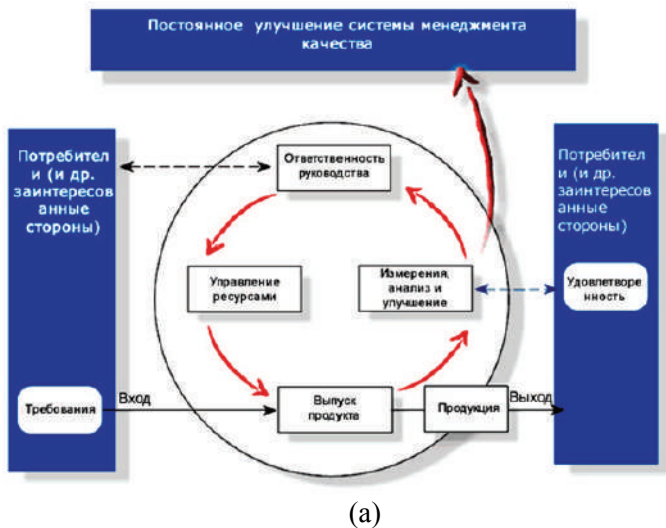 Постоянное улучшение системы менеджмента
качества
Потребител
и (и др.
заинтересов
анные
стороны)
Ответственность
руководства
Потребител
и (и др.
заинтересов
анные
стороны)
Управление
ресурсами
Измерения,
анализ и
улучшение
Удовлетворе
нность
Требования
Вход
Выпуск
продукта
Продукция
Выход
(a)